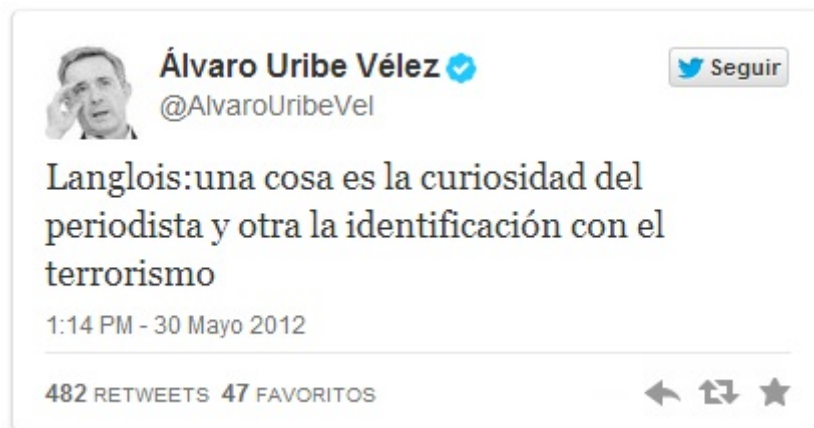 Álvaro Uribe Vélez
Seguir
@AlvaroUribeVel
Langlois:una cosa es la curiosidad del
periodista y otra la identificación con el
terrorismo
1:14 PM - 30 Mayo 2012
482 RETWEETS 47 FAVORITOS